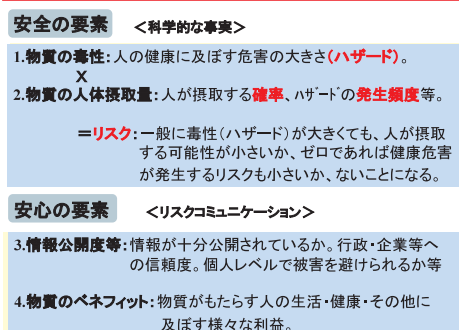 安全の要素 <科学的な事実>
1.物質の毒性:人の健康に及ぼす危害の大きさ(ハザード)。
X
2.物質の人体摂取量:人が摂取する確率、ハザードの発生頻度等。
=リスク:一般に毒性(ハザード)が大きくても、人が摂取
する可能性が小さいか、ゼロであれば健康危害
が発生するリスクも小さいか、ないことになる。
安心の要素 <リスクコミュニケーション>
3.情報公開度等:情報が十分公開されているか。行政・企業等へ
の信頼度。個人レベルで被害を避けられるか等
4.物質のベネフィット:物質がもたらす人の生活・健康・その他に
及ぼす様々な利益。